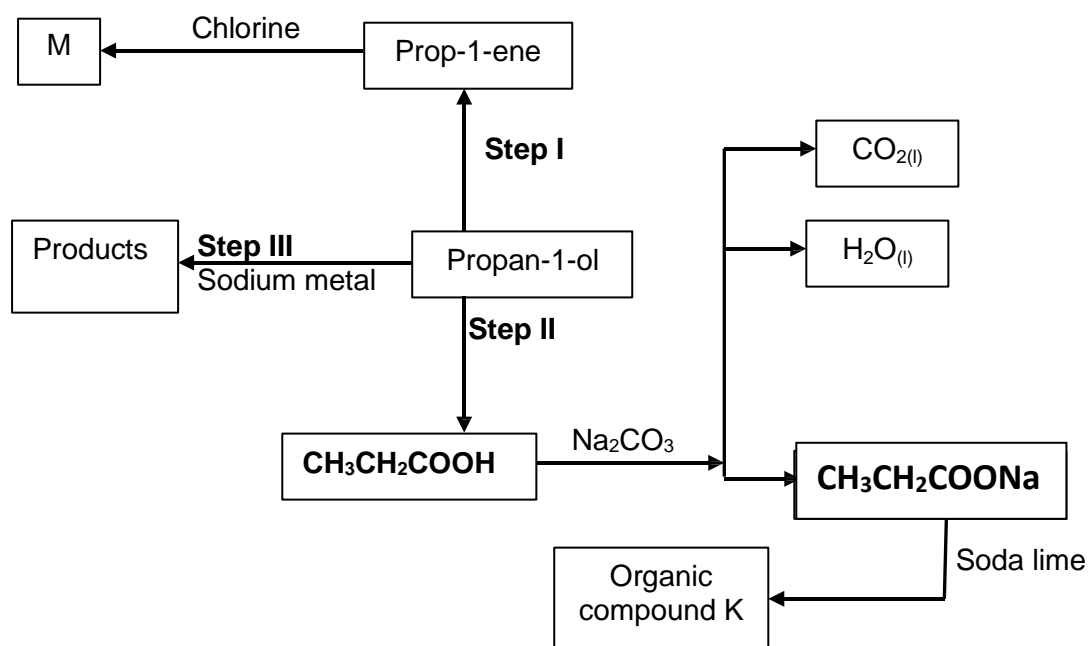 M
Chlorine
Prop-1-ene
Step I
CO₂₍ₗ₎
Products
Step III
Sodium metal
Propan-1-ol
H₂O₍ₗ₎
Step II
CH₃CH₂COOH
Na₂CO₃
CH₃CH₂COONa
Soda lime
Organic
compound K